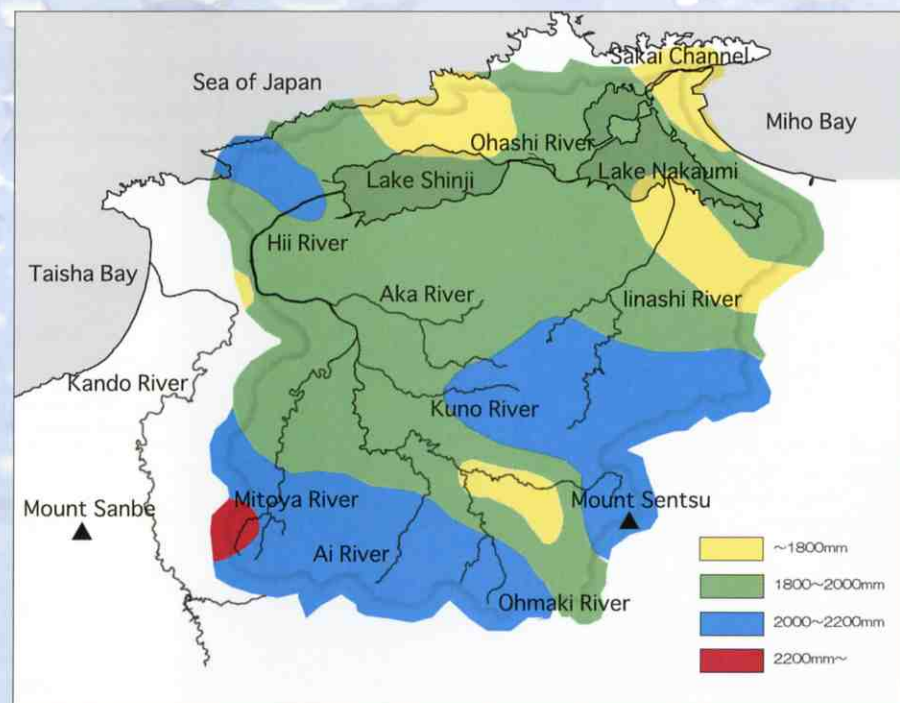 Sakai Channel
Sea of Japan
Miho Bay
Ohashi River
Lake Shinji
Lake Nakaumi
Hii River
Taisha Bay
Aka River
Iinashi River
Kando River
Kuno River
Mitoya River
Mount Sentsu
Mount Sanbe
Ai River
Ohmaki River
～1800mm
1800～2000mm
2000～2200mm
2200mm～